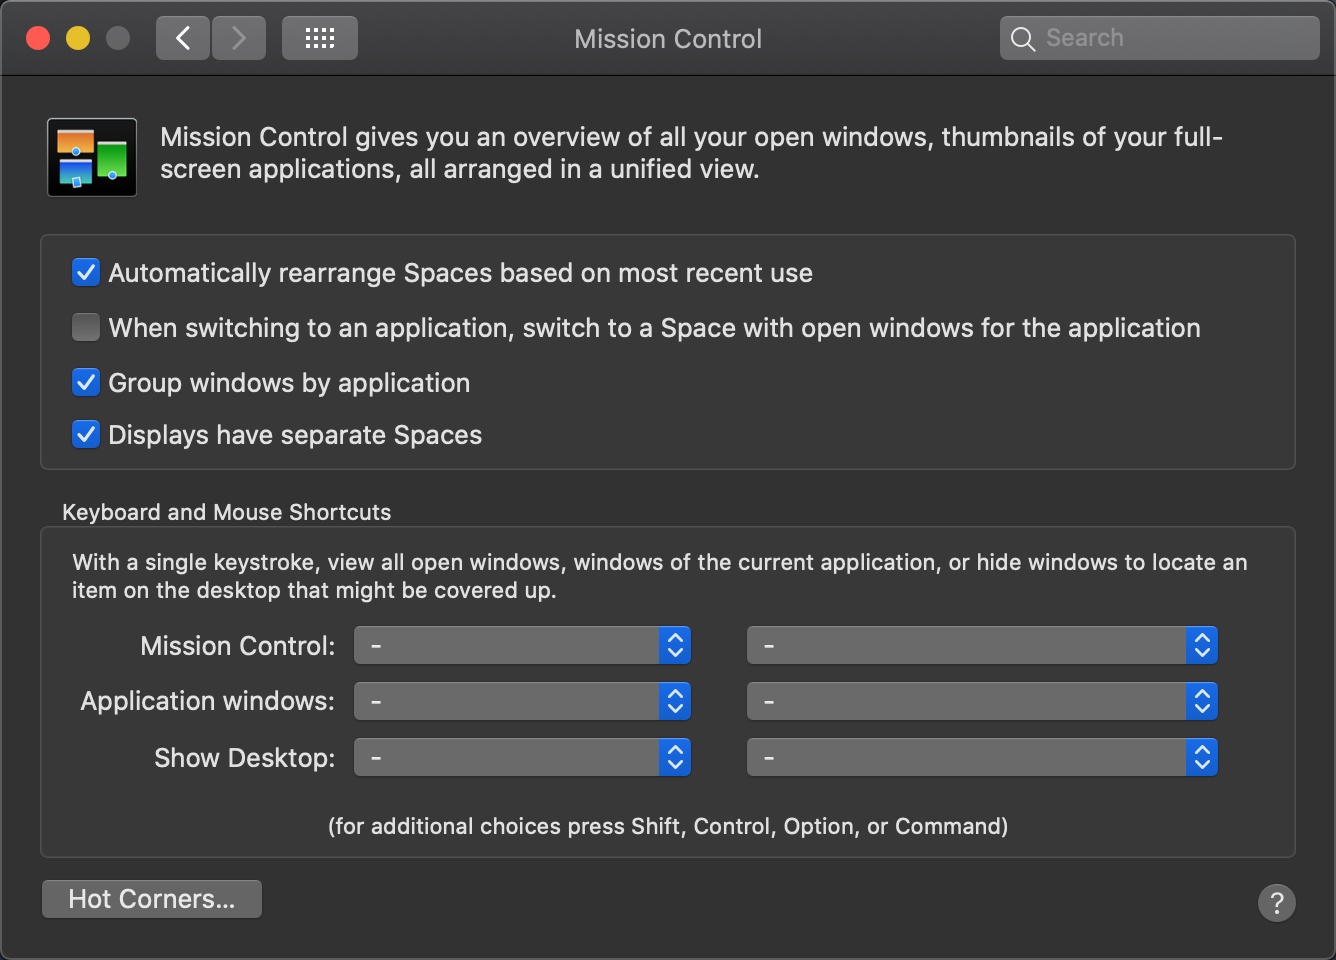 Mission Control
Search
Mission Control gives you an overview of all your open windows, thumbnails of your full-
screen applications, all arranged in a unified view.
Automatically rearrange Spaces based on most recent use
When switching to an application, switch to a Space with open windows for the application
Group windows by application
Displays have separate Spaces
Keyboard and Mouse Shortcuts
With a single keystroke, view all open windows, windows of the current application, or hide windows to locate an
item on the desktop that might be covered up.
Mission Control: - -
Application windows: - -
Show Desktop: - -
(for additional choices press Shift, Control, Option, or Command)
Hot Corners... ?